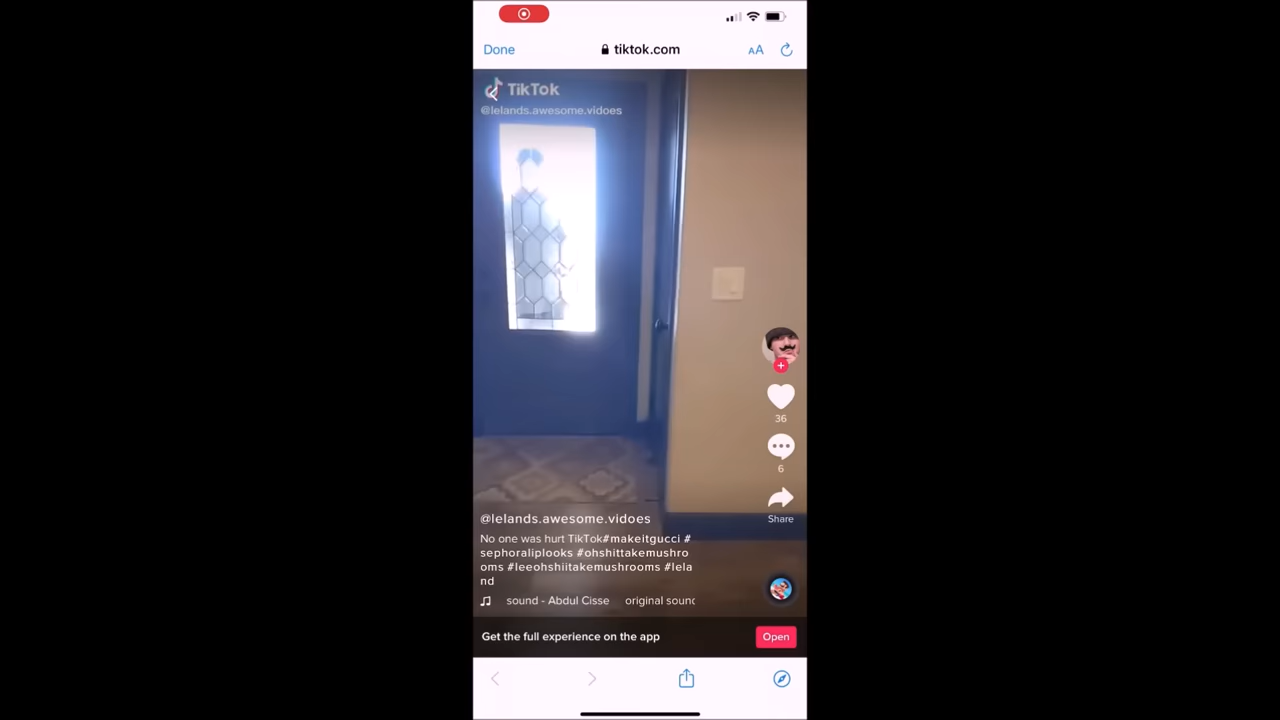 Done
tiktok.com
AA
TikTok
@lelands.awesome.vidoes
36
6
Share
@lelands.awesome.vidoes
No one was hurt TikTok#makeitgucci #
sephoraliplooks #ohshittakemushro
oms #leeohshiitakemushrooms #lela
nd
sound - Abdul Cisse original sounc
Get the full experience on the app
Open